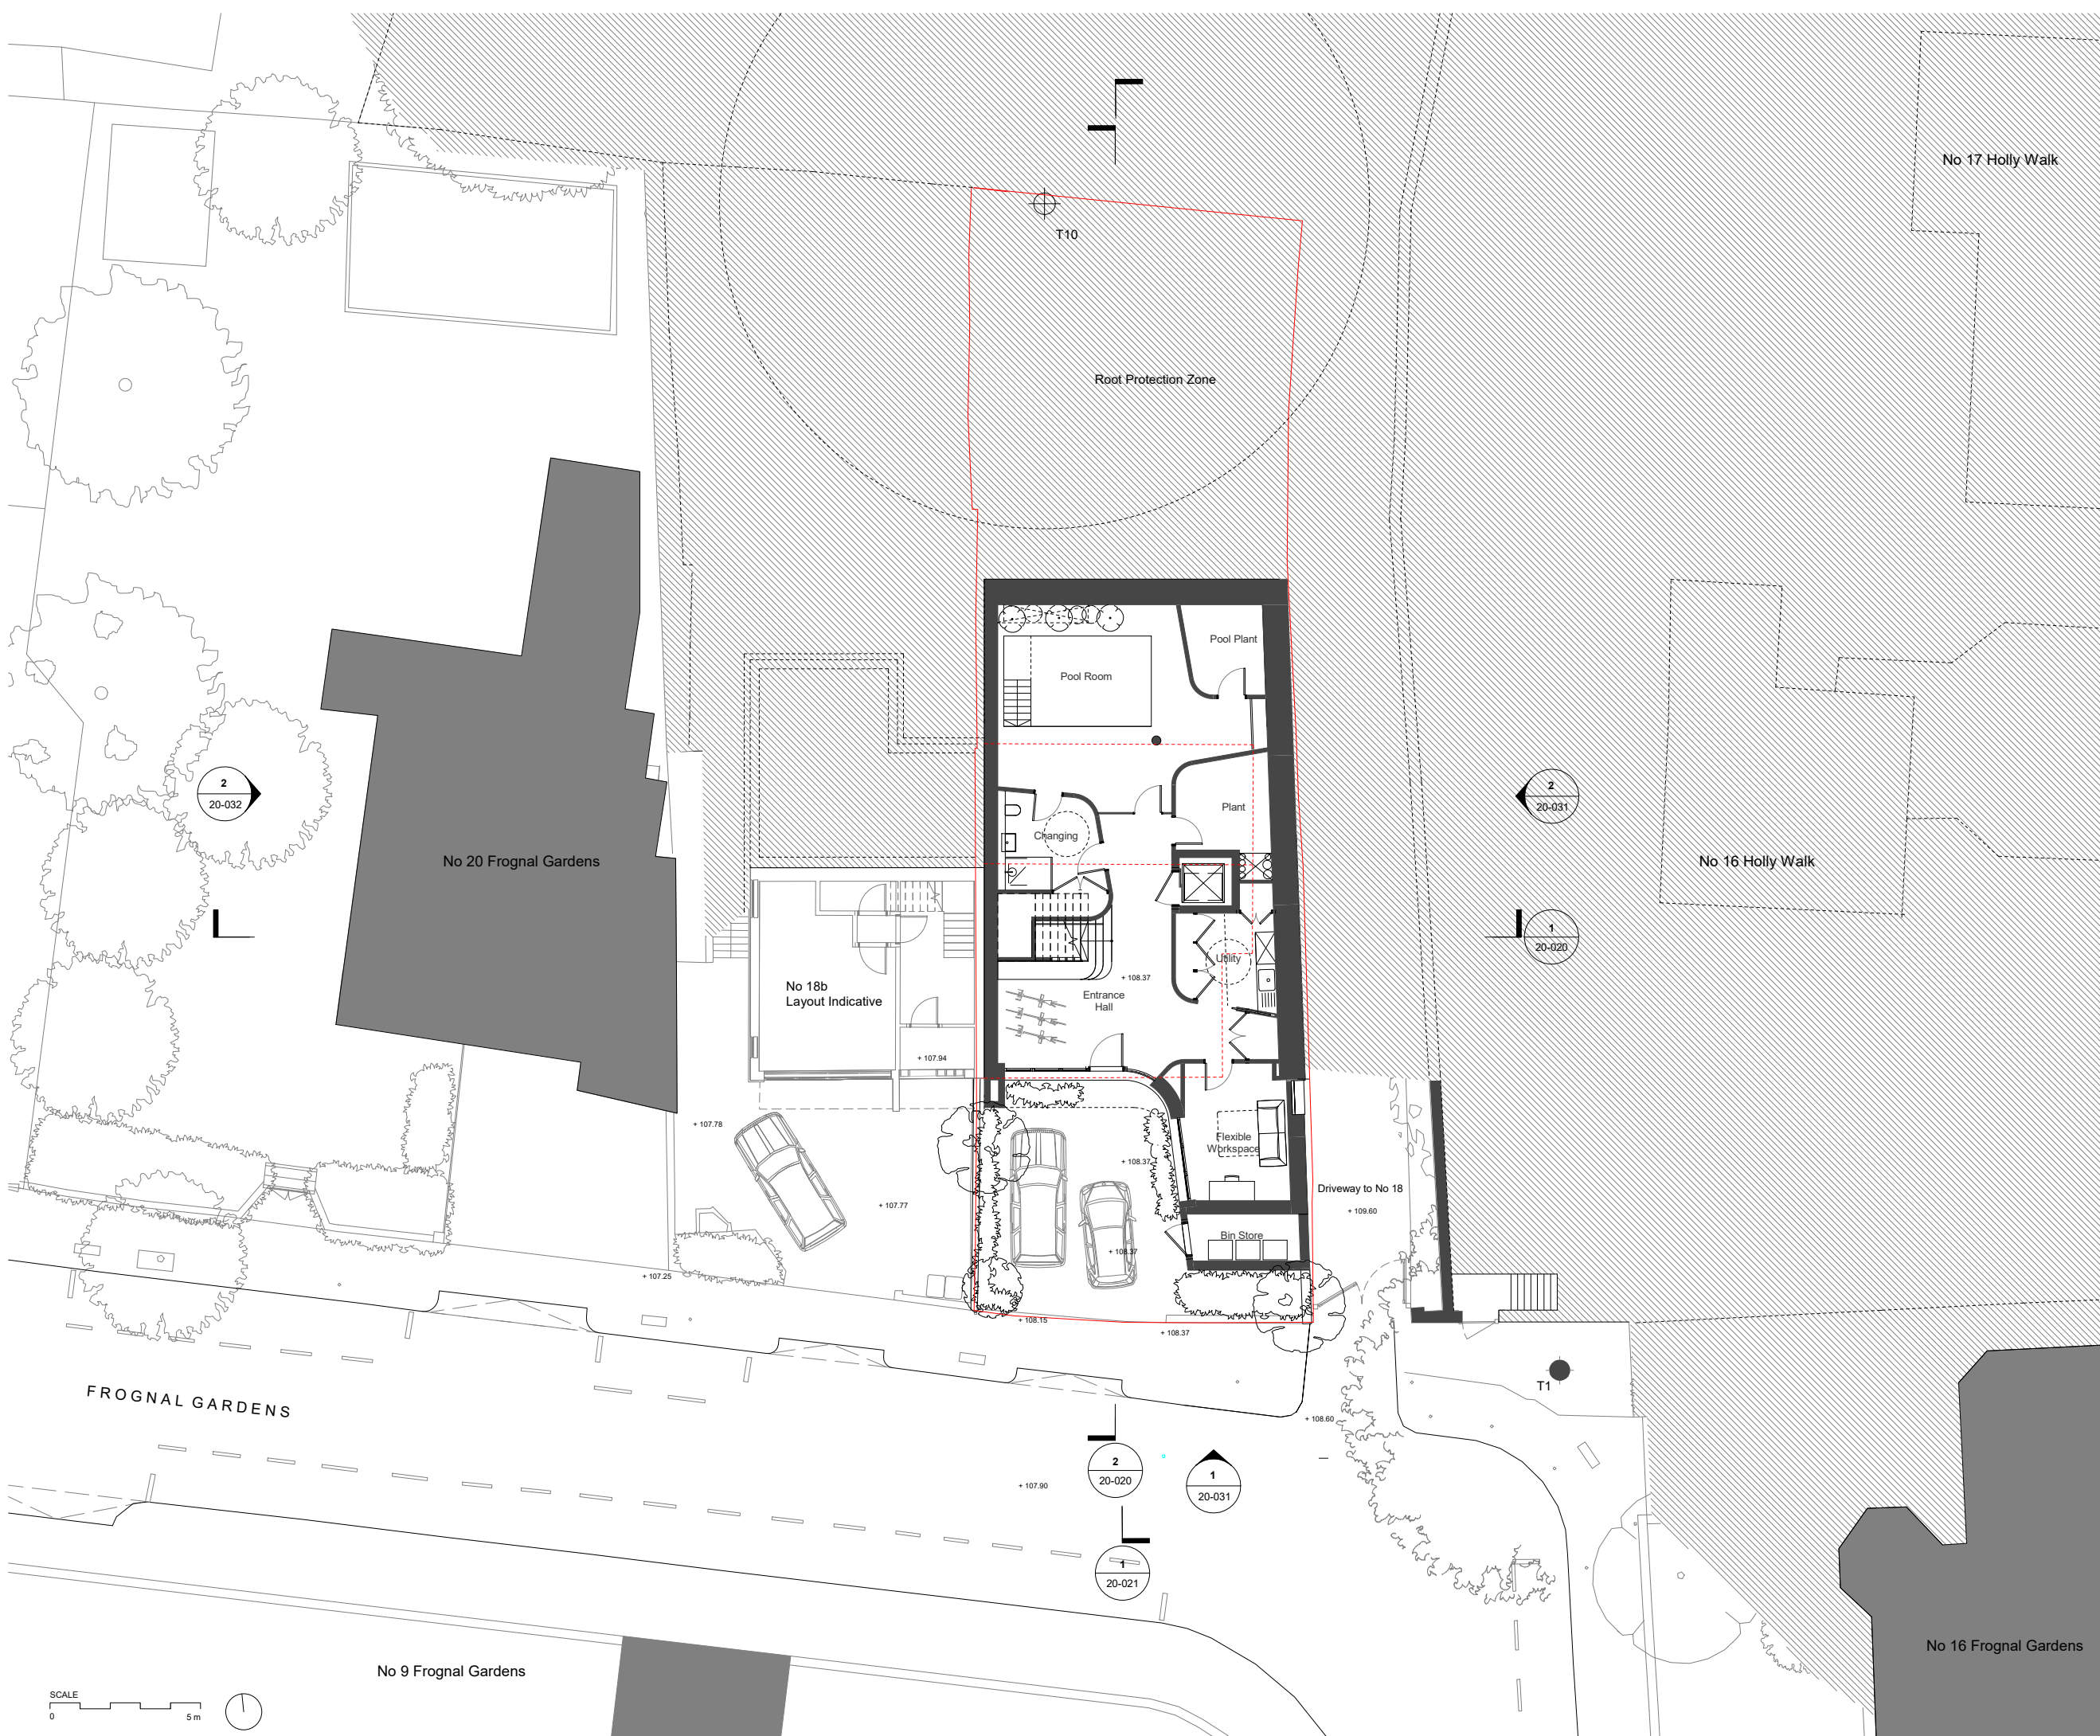 No 17 Holly Walk
T10
Root Protection Zone
Pool Plant
Pool Room
2
20-032
2
20-031
Plant
Changing
No 20 Frognal Gardens
No 16 Holly Walk
1
20-020
Utility
+ 108.37
No 18b
Layout Indicative
Entrance
Hall
+ 107.94
+ 107.78
Flexible
Workspace
+ 108.37
Driveway to No 18
+ 107.77
+ 109.60
Bin Store
+ 108.37
+ 107.25
+ 108.15
+ 108.37
T1
FROGNAL GARDENS
+ 108.60
2
20-020
1
20-031
+ 107.90
1
20-021
No 16 Frognal Gardens
No 9 Frognal Gardens
SCALE
0
5 m